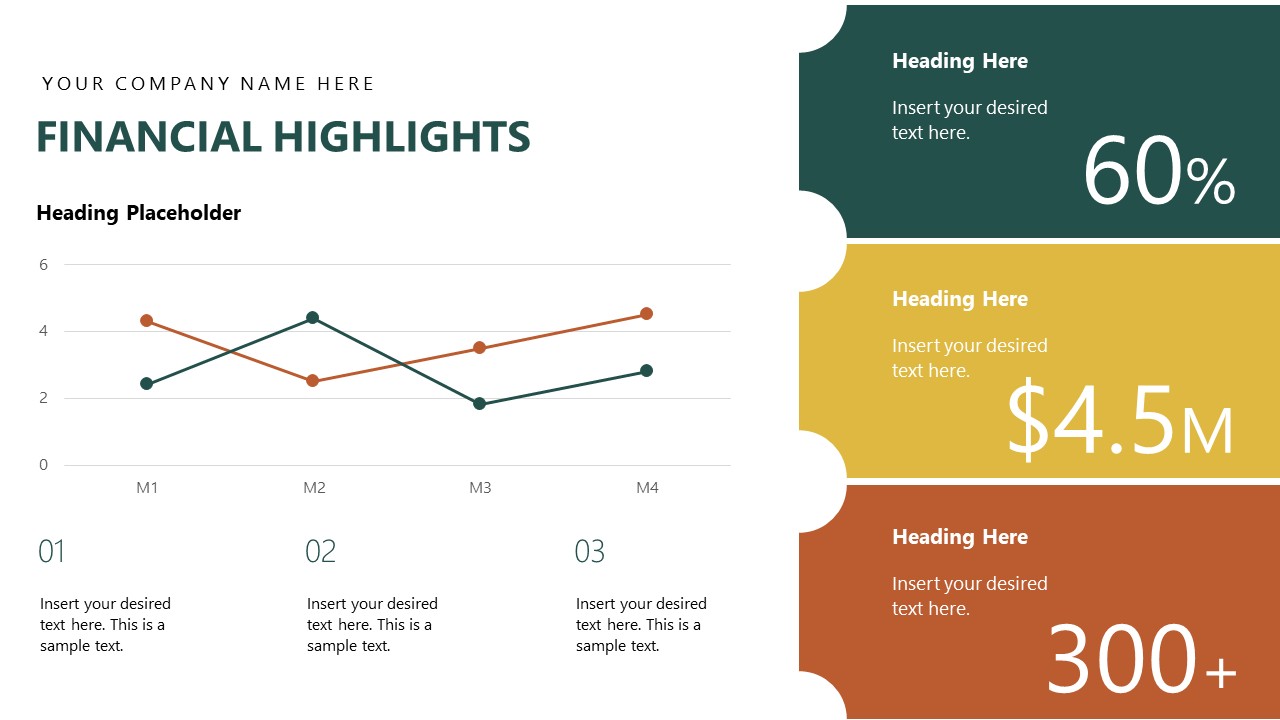 YOUR COMPANY NAME HERE
FINANCIAL HIGHLIGHTS
Heading Placeholder
6
4
2
0
M1 M2 M3 M4
01
Insert your desired
text here. This is a
sample text.
02
Insert your desired
text here. This is a
sample text.
03
Insert your desired
text here. This is a
sample text.
Heading Here
Insert your desired
text here.
60%
Heading Here
Insert your desired
text here.
$4.5M
Heading Here
Insert your desired
text here.
300+